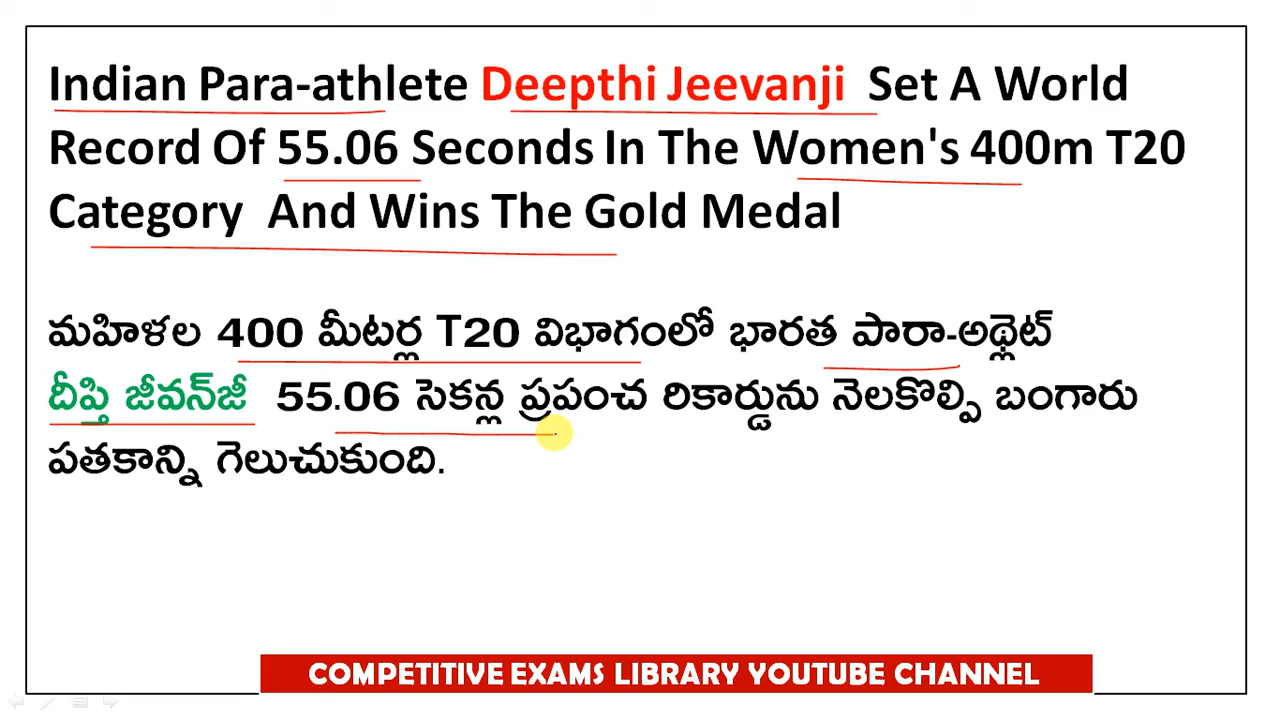 Indian Para-athlete Deepthi Jeevanji Set A World
Record Of 55.06 Seconds In The Women's 400m T20
Category And Wins The Gold Medal
మహిళల 400 మీటర్ల T20 విభాగంలో భారత పారా-అథ్లెట్
దీప్తి జీవన్‌జీ 55.06 సెకన్ల ప్రపంచ రికార్డును నెలకొల్పి బంగారు
పతకాన్ని గెలుచుకుంది.
COMPETITIVE EXAMS LIBRARY YOUTUBE CHANNEL